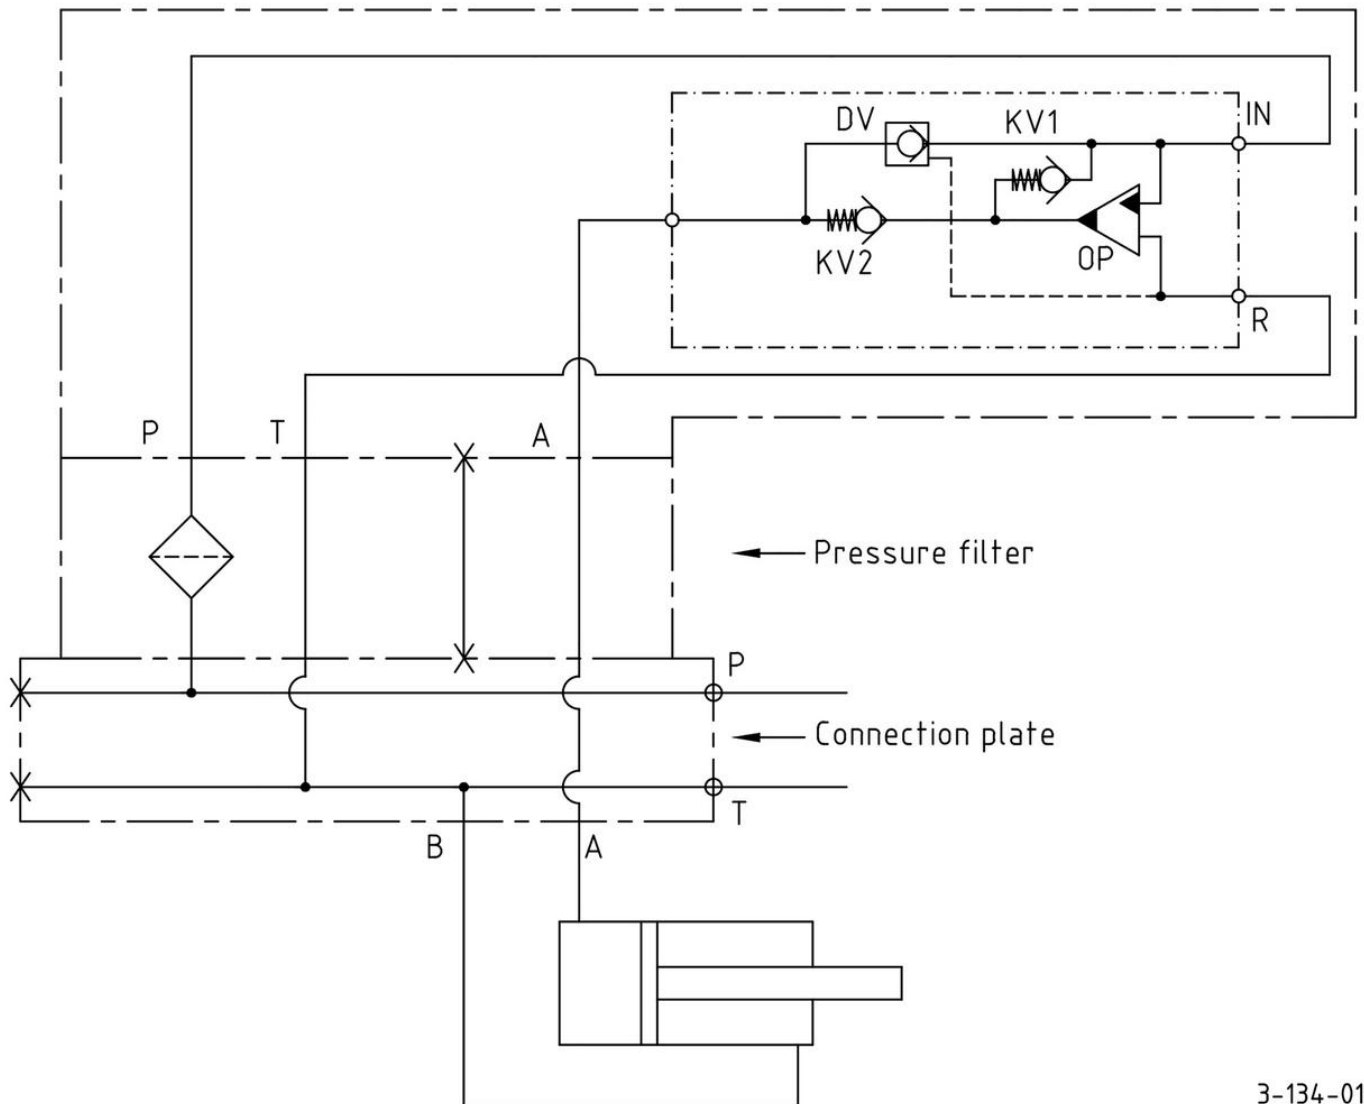 DV
KV1
IN
KV2
OP
R
P
T
A
Pressure filter
P
Connection plate
T
B
A
3-134-01